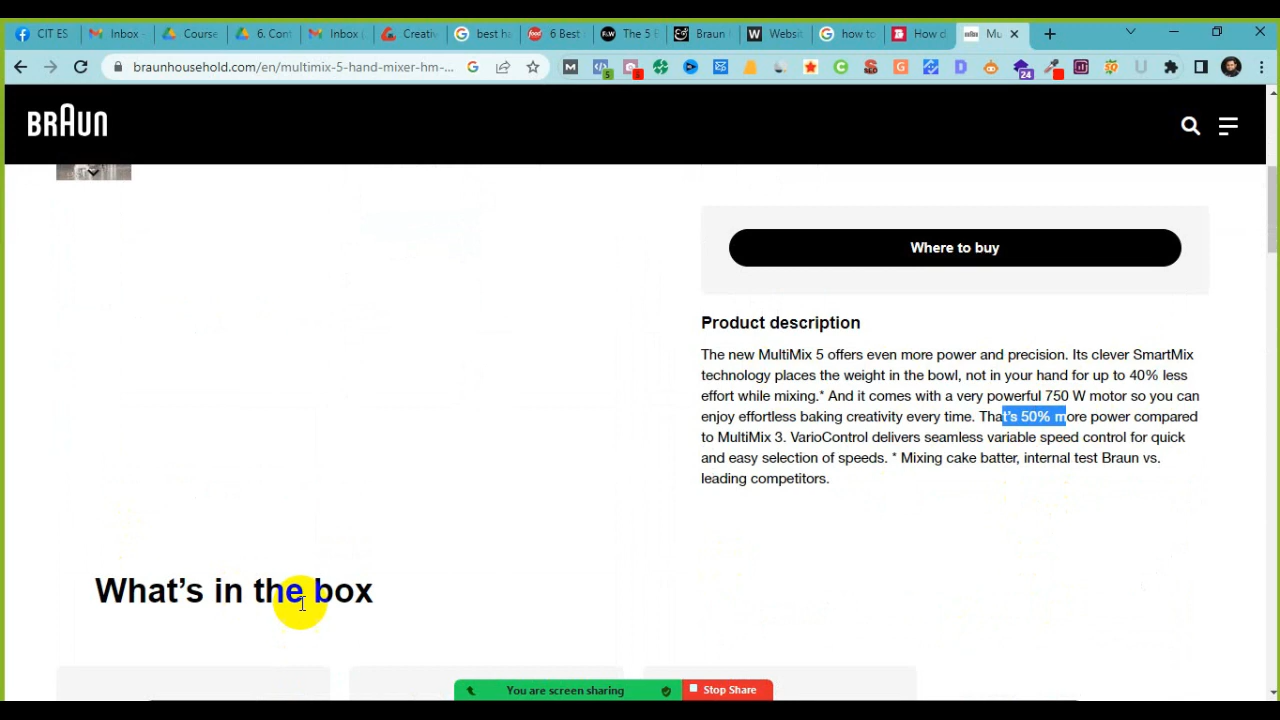 CIT ES
Inbox
Course
6. Cont
Inbox
Creativ
best ha
6 Best
The 5 B
Braun
Websit
how to
How d
Mu
braunhousehold.com/en/multimix-5-hand-mixer-hm-...
5
24
BRAUN
Where to buy
Product description
The new MultiMix 5 offers even more power and precision. Its clever SmartMix
technology places the weight in the bowl, not in your hand for up to 40% less
effort while mixing.* And it comes with a very powerful 750 W motor so you can
enjoy effortless baking creativity every time. That's 50% more power compared
to MultiMix 3. VarioControl delivers seamless variable speed control for quick
and easy selection of speeds. * Mixing cake batter, internal test Braun vs.
leading competitors.
What's in the box
You are screen sharing
Stop Share